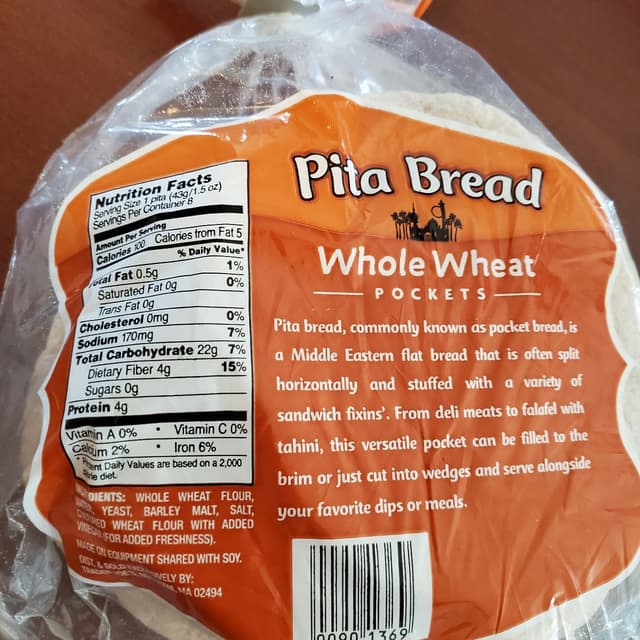 Nutrition Facts
Serving Size 1 pita (43g/1.5 oz)
Servings Per Container 8
Amount Per Serving
Calories 100 Calories from Fat 5
% Daily Value*
Fat 0.5g 1%
Saturated Fat 0g 0%
Trans Fat 0g
Cholesterol 0mg 0%
Sodium 170mg 7%
Total Carbohydrate 22g 7%
Dietary Fiber 4g 15%
Sugars 0g
Protein 4g
Vitamin A 0% • Vitamin C 0%
2% • Iron 6%
Daily Values are based on a 2,000
diet.
WHOLE WHEAT FLOUR,
YEAST, BARLEY MALT, SALT,
WHEAT FLOUR WITH ADDED
(FOR ADDED FRESHNESS).
MADE ON EQUIPMENT SHARED WITH SOY.
DIST. & SOLD
BY:
MA 02494
Pita Bread
Whole Wheat
POCKETS
Pita bread, commonly known as pocket bread, is
a Middle Eastern flat bread that is often split
horizontally and stuffed with a variety of
sandwich fixins'. From deli meats to falafel with
tahini, this versatile pocket can be filled to the
brim or just cut into wedges and serve alongside
your favorite dips or meals.
0090 1369